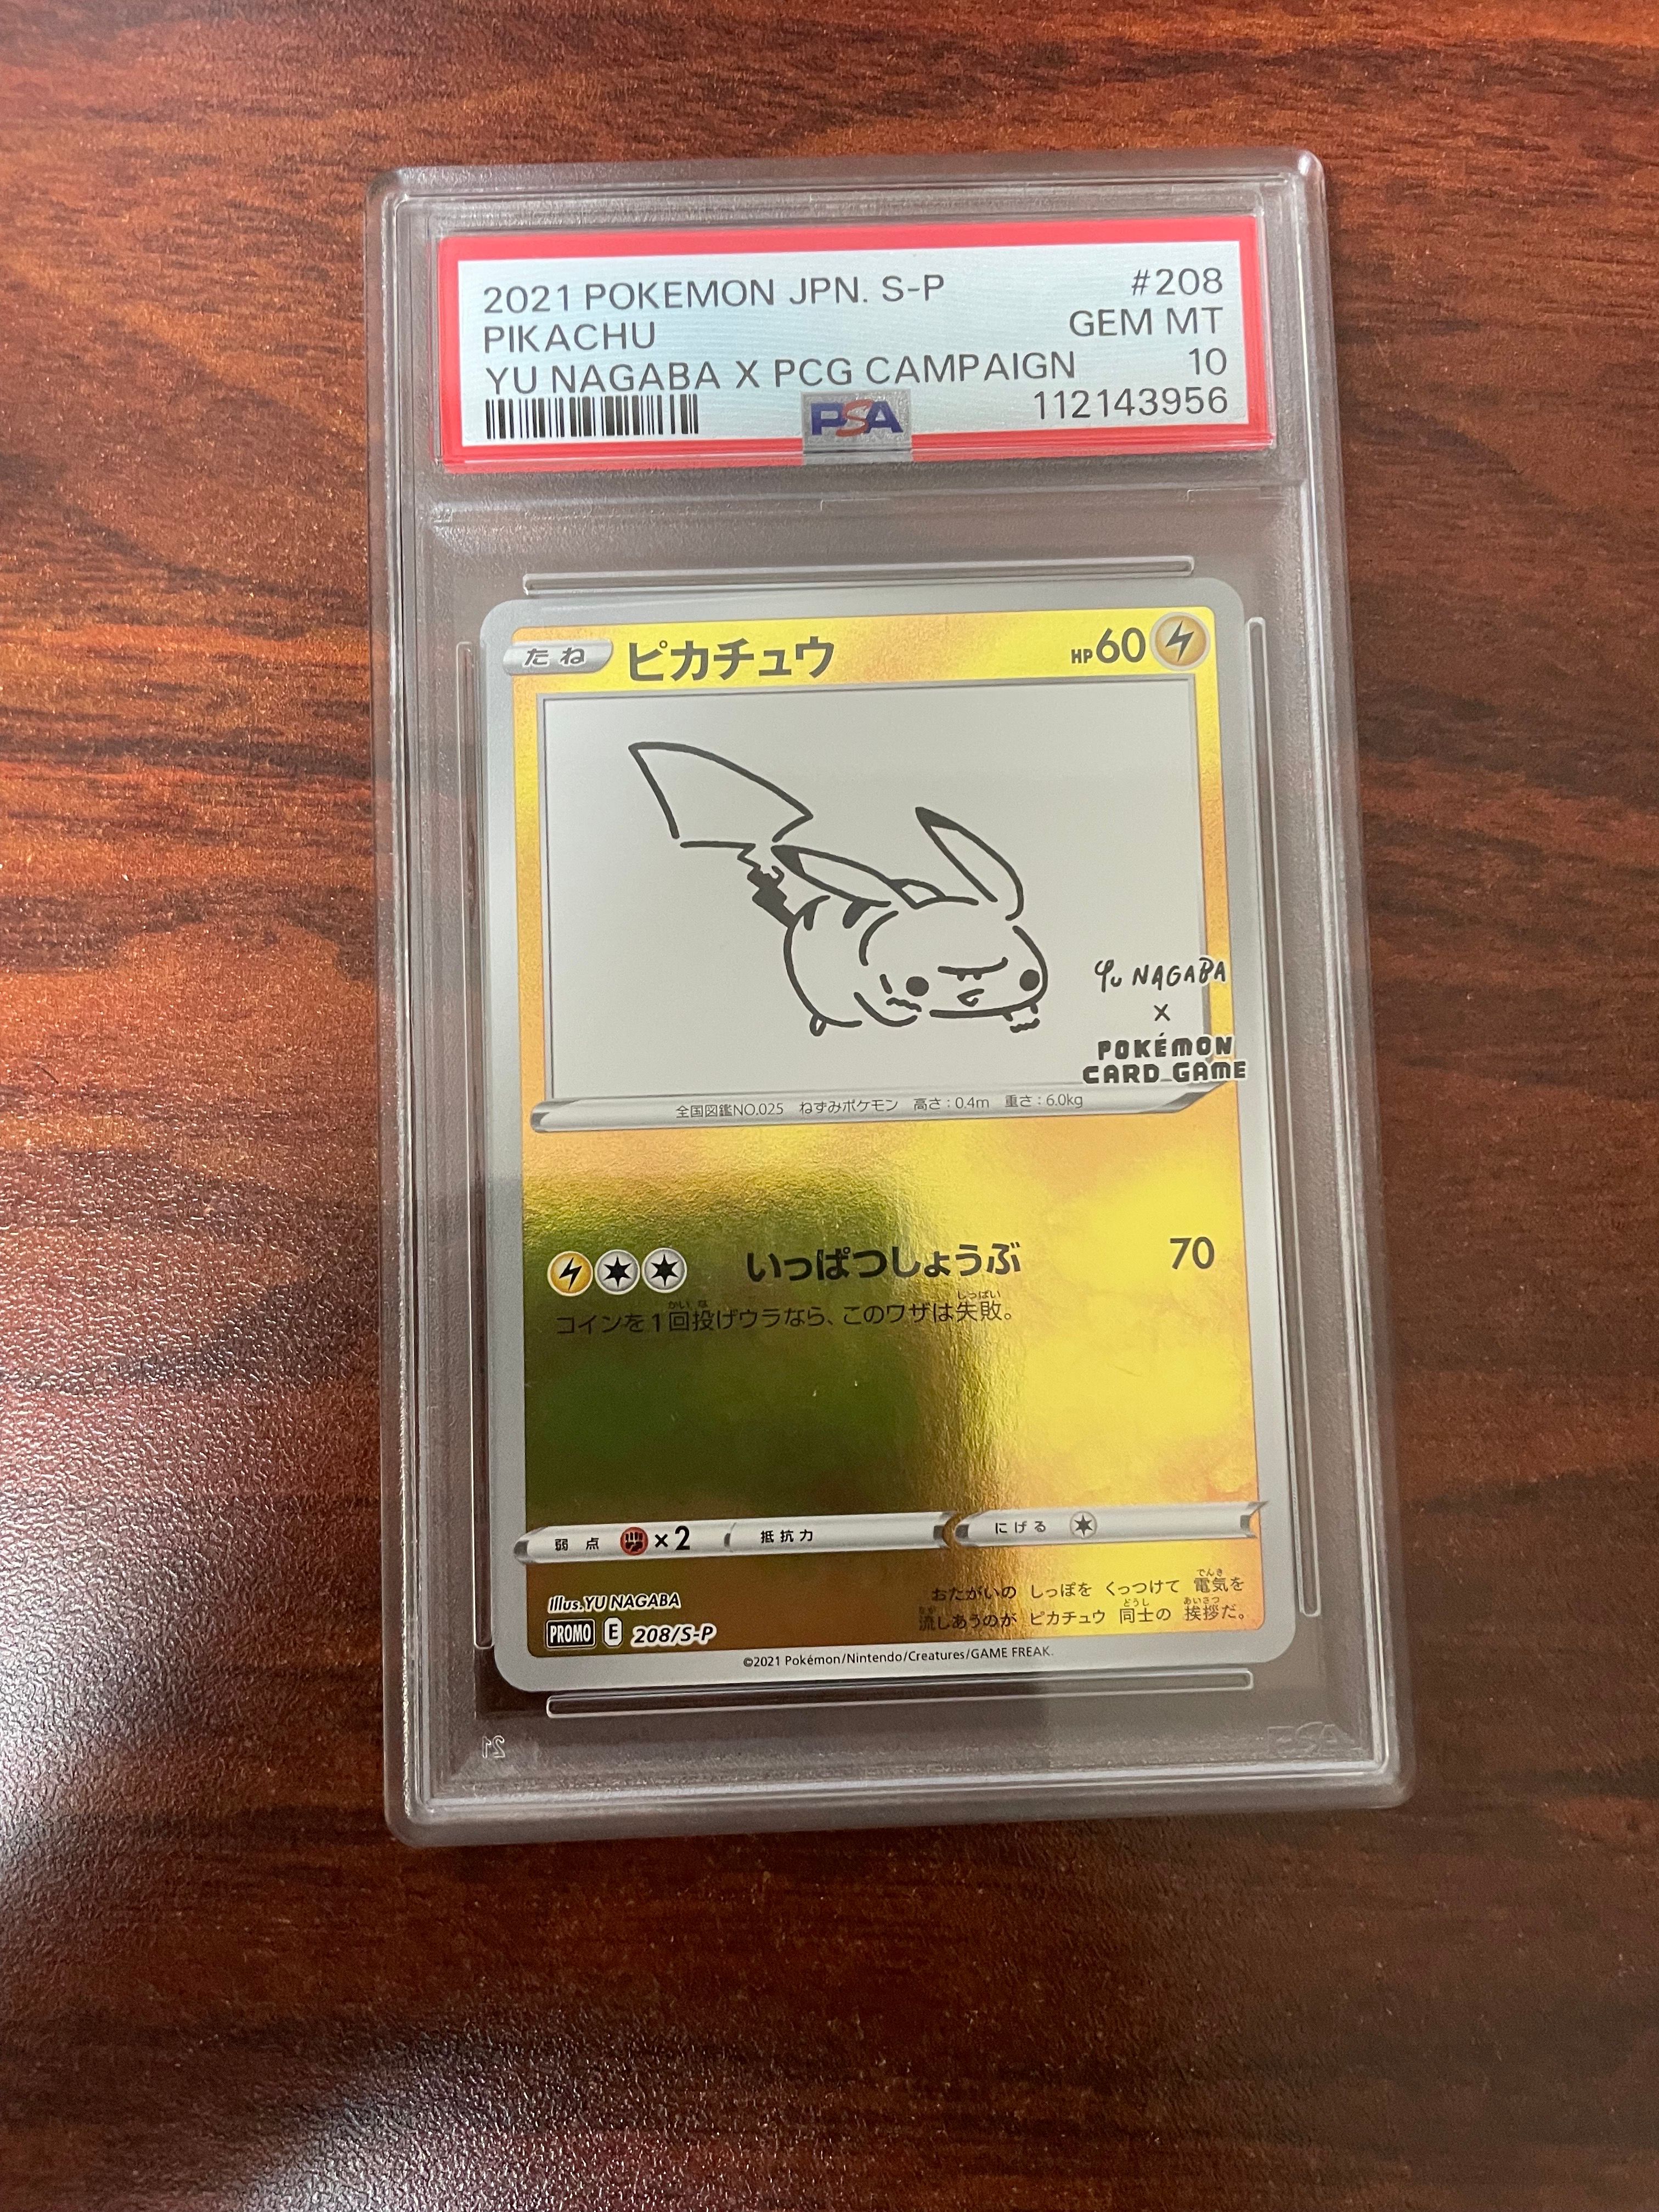 2021 POKEMON JPN. S-P #208
PIKACHU GEM MT
YU NAGABA X PCG CAMPAIGN 10
PSA 112143956
たね ピカチュウ HP60
YU NAGABA
X
POKÉMON
CARD GAME
全国図鑑NO.025 ねずみポケモン 高さ:0.4m 重さ:6.0kg
いっぱつしょうぶ 70
コインを1回投げウラなら、このワザは失敗。
弱点 ×2 抵抗力 にげる
Illus.YU NAGABA
PROMO E 208/S-P
おたがいの しっぽを くっつけて 電気を
流しあうのが ピカチュウ 同士の 挨拶だ。
©2021 Pokémon/Nintendo/Creatures/GAME FREAK.
21 PSA